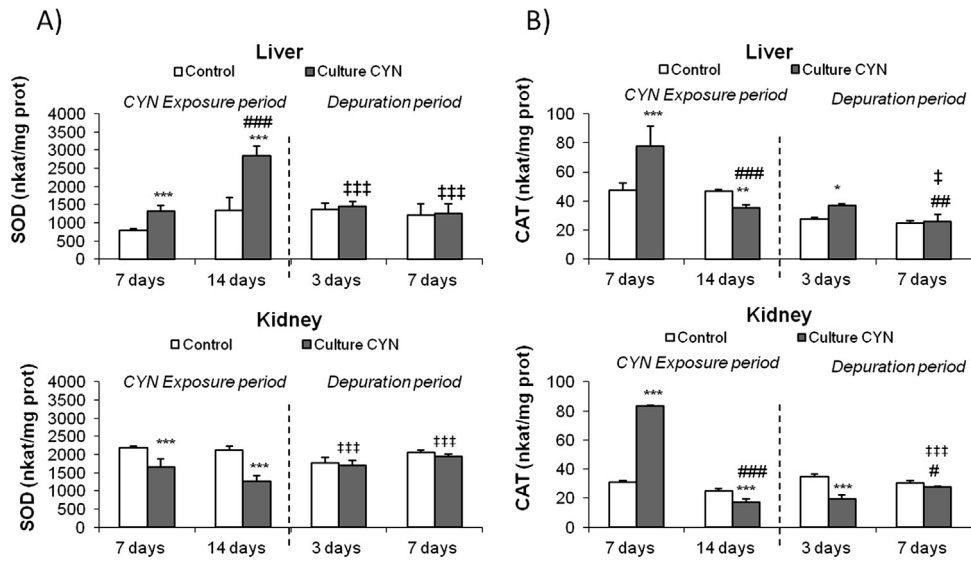 A)
Liver
Control Culture CYN
CYN Exposure period Depuration period
SOD (nkat/mg prot)
4000
3500
3000
2500
2000
1500
1000
500
0
***
###
***
‡‡‡
‡‡‡
7 days 14 days 3 days 7 days
Kidney
Control Culture CYN
CYN Exposure period Depuration period
SOD (nkat/mg prot)
4000
3500
3000
2500
2000
1500
1000
500
0
***
***
‡‡‡
‡‡‡
7 days 14 days 3 days 7 days
B)
Liver
Control Culture CYN
CYN Exposure period Depuration period
CAT (nkat/mg prot)
100
80
60
40
20
0
***
###
**
*
‡
##
7 days 14 days 3 days 7 days
Kidney
Control Culture CYN
CYN Exposure period Depuration period
CAT (nkat/mg prot)
100
80
60
40
20
0
***
###
***
***
‡‡‡
#
7 days 14 days 3 days 7 days